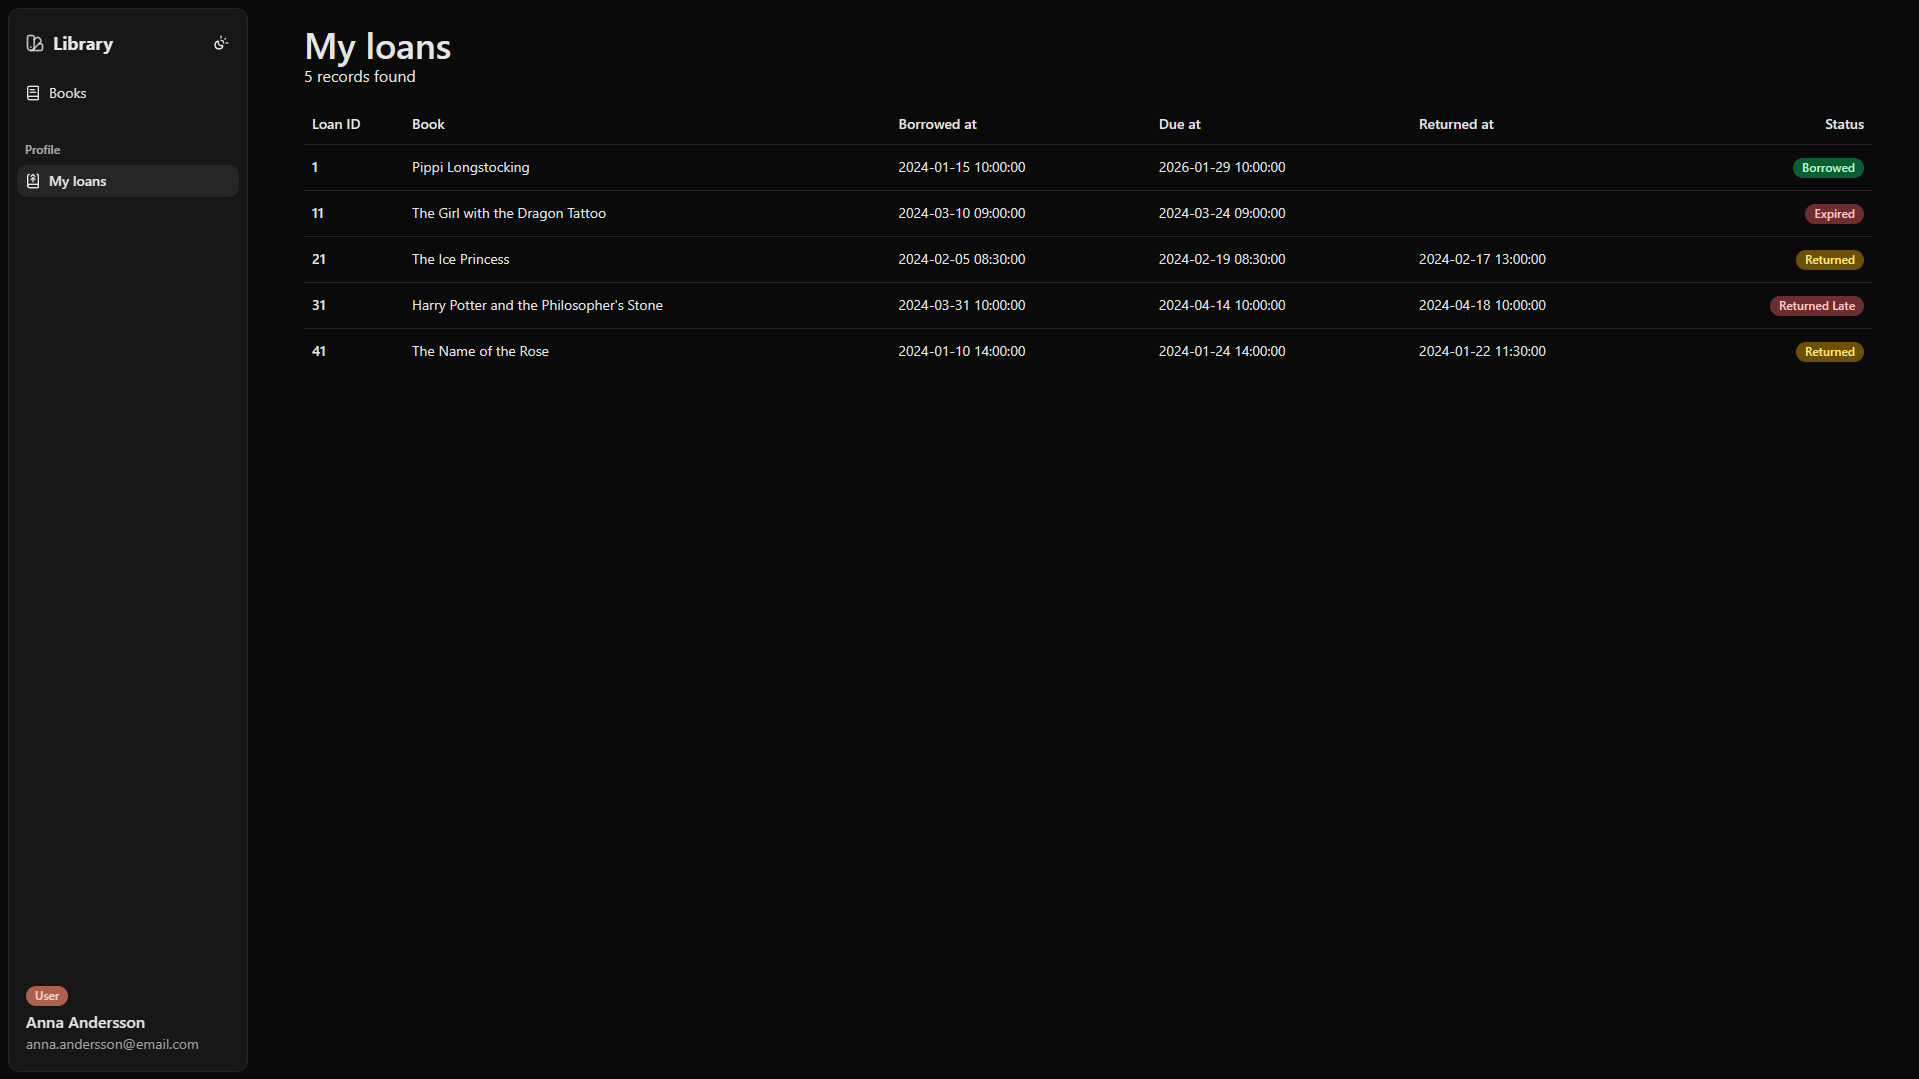 Library
Books
Profile
My loans
User
Anna Andersson
anna.andersson@email.com
My loans
5 records found
Loan ID Book Borrowed at Due at Returned at Status
1 Pippi Longstocking 2024-01-15 10:00:00 2026-01-29 10:00:00 Borrowed
11 The Girl with the Dragon Tattoo 2024-03-10 09:00:00 2024-03-24 09:00:00 Expired
21 The Ice Princess 2024-02-05 08:30:00 2024-02-19 08:30:00 2024-02-17 13:00:00 Returned
31 Harry Potter and the Philosopher's Stone 2024-03-31 10:00:00 2024-04-14 10:00:00 2024-04-18 10:00:00 Returned Late
41 The Name of the Rose 2024-01-10 14:00:00 2024-01-24 14:00:00 2024-01-22 11:30:00 Returned